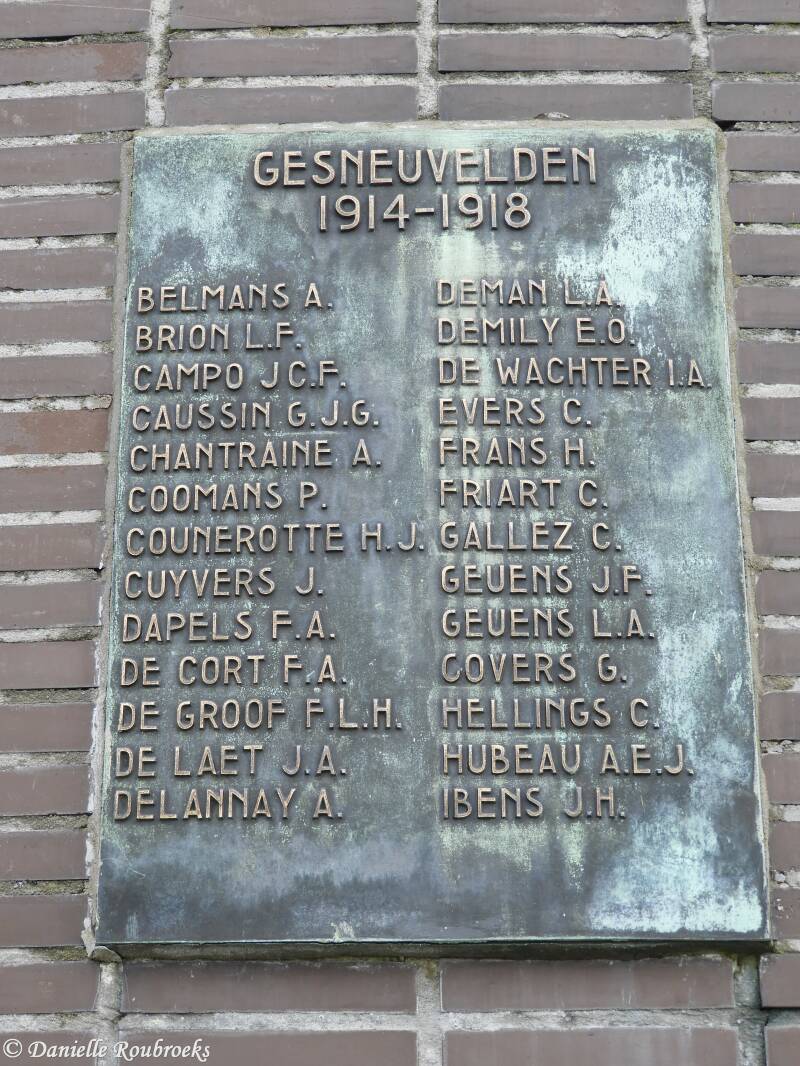 GESNEUVELDEN
1914-1918
BELMANS A.
BRION L.F.
CAMPO J.C.F.
CAUSSIN G.J.G.
CHANTRAINE A.
COOMANS P.
COUNEROTTE H.J.
CUYVERS J.
DAPELS F.A.
DE CORT F.A.
DE GROOF F.L.H.
DE LAET J.A.
DELANNAY A.
DEMAN L.A.
DEMILY E.O.
DE WACHTER I.A.
EVERS C.
FRANS H.
FRIART C.
GALLEZ C.
GEUENS J.F.
GEUENS L.A.
GOVERS G.
HELLINGS C.
HUBEAU A.E.J.
IBENS J.H.
© Danielle Roubroeks